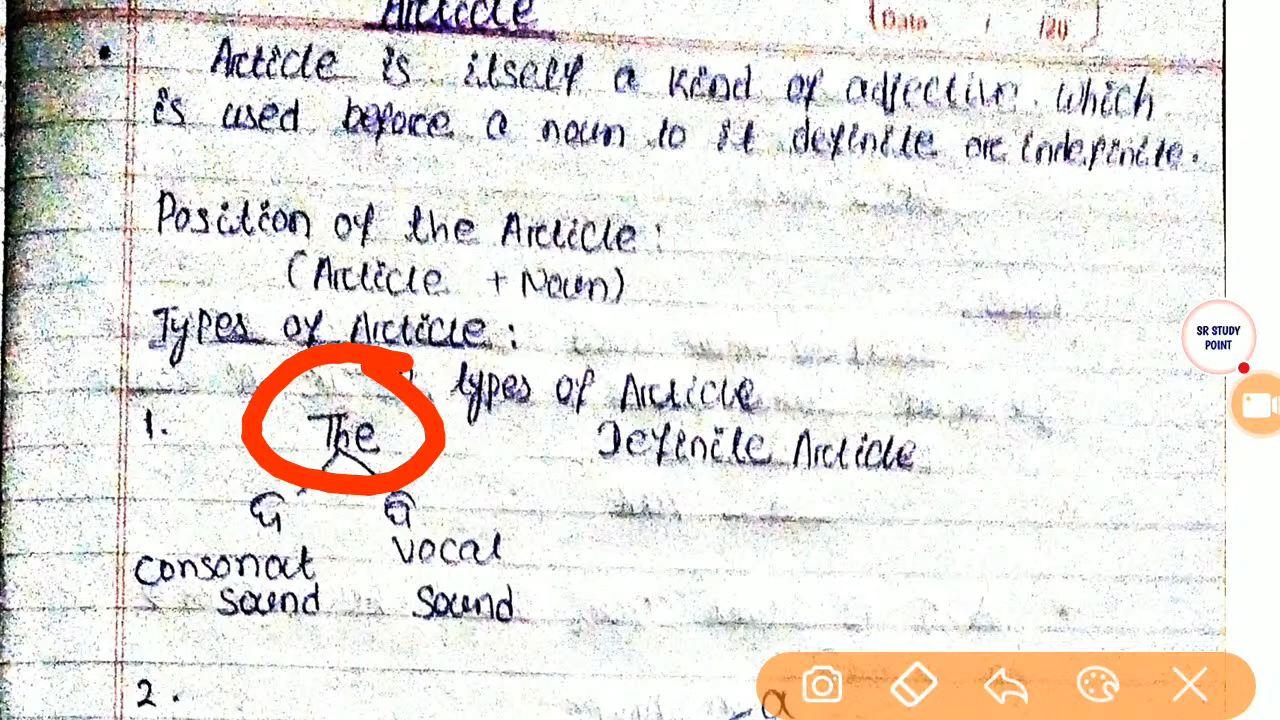 Article
Date / /20
• Article is itself a kind of adjective which
is used before a noun to it definite or indefinite.
Position of the Article:
(Article + Noun)
Types of Article:
types of Article
1. The Definite Article
ଦି ଦି
consonat vocal
sound sound
2. a
SR STUDY
POINT